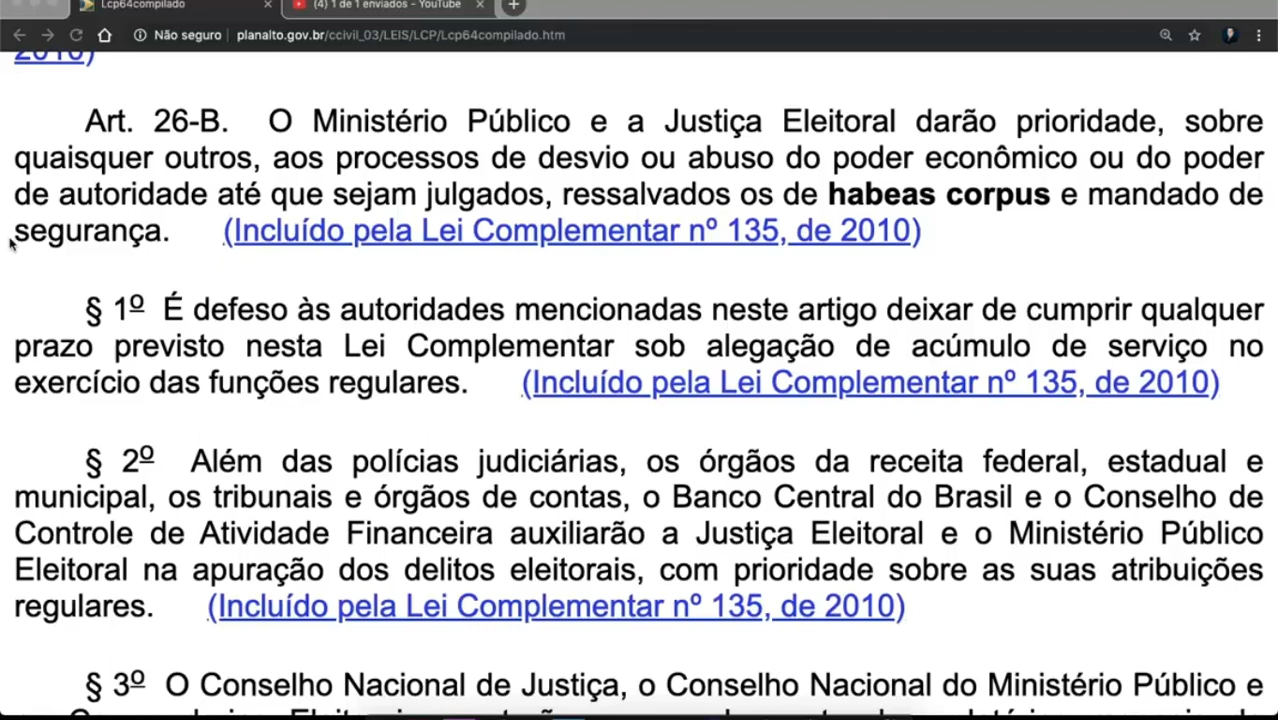 Lcp64compilado
(4) 1 de 1 enviados - YouTube
Não seguro
planalto.gov.br/ccivil_03/LEIS/LCP/Lcp64compilado.htm
2010)
Art. 26-B. O Ministério Público e a Justiça Eleitoral darão prioridade, sobre
quaisquer outros, aos processos de desvio ou abuso do poder econômico ou do poder
de autoridade até que sejam julgados, ressalvados os de habeas corpus e mandado de
segurança. (Incluído pela Lei Complementar nº 135, de 2010)
§ 1º É defeso às autoridades mencionadas neste artigo deixar de cumprir qualquer
prazo previsto nesta Lei Complementar sob alegação de acúmulo de serviço no
exercício das funções regulares. (Incluído pela Lei Complementar nº 135, de 2010)
§ 2º Além das polícias judiciárias, os órgãos da receita federal, estadual e
municipal, os tribunais e órgãos de contas, o Banco Central do Brasil e o Conselho de
Controle de Atividade Financeira auxiliarão a Justiça Eleitoral e o Ministério Público
Eleitoral na apuração dos delitos eleitorais, com prioridade sobre as suas atribuições
regulares. (Incluído pela Lei Complementar nº 135, de 2010)
§ 3º O Conselho Nacional de Justiça, o Conselho Nacional do Ministério Público e